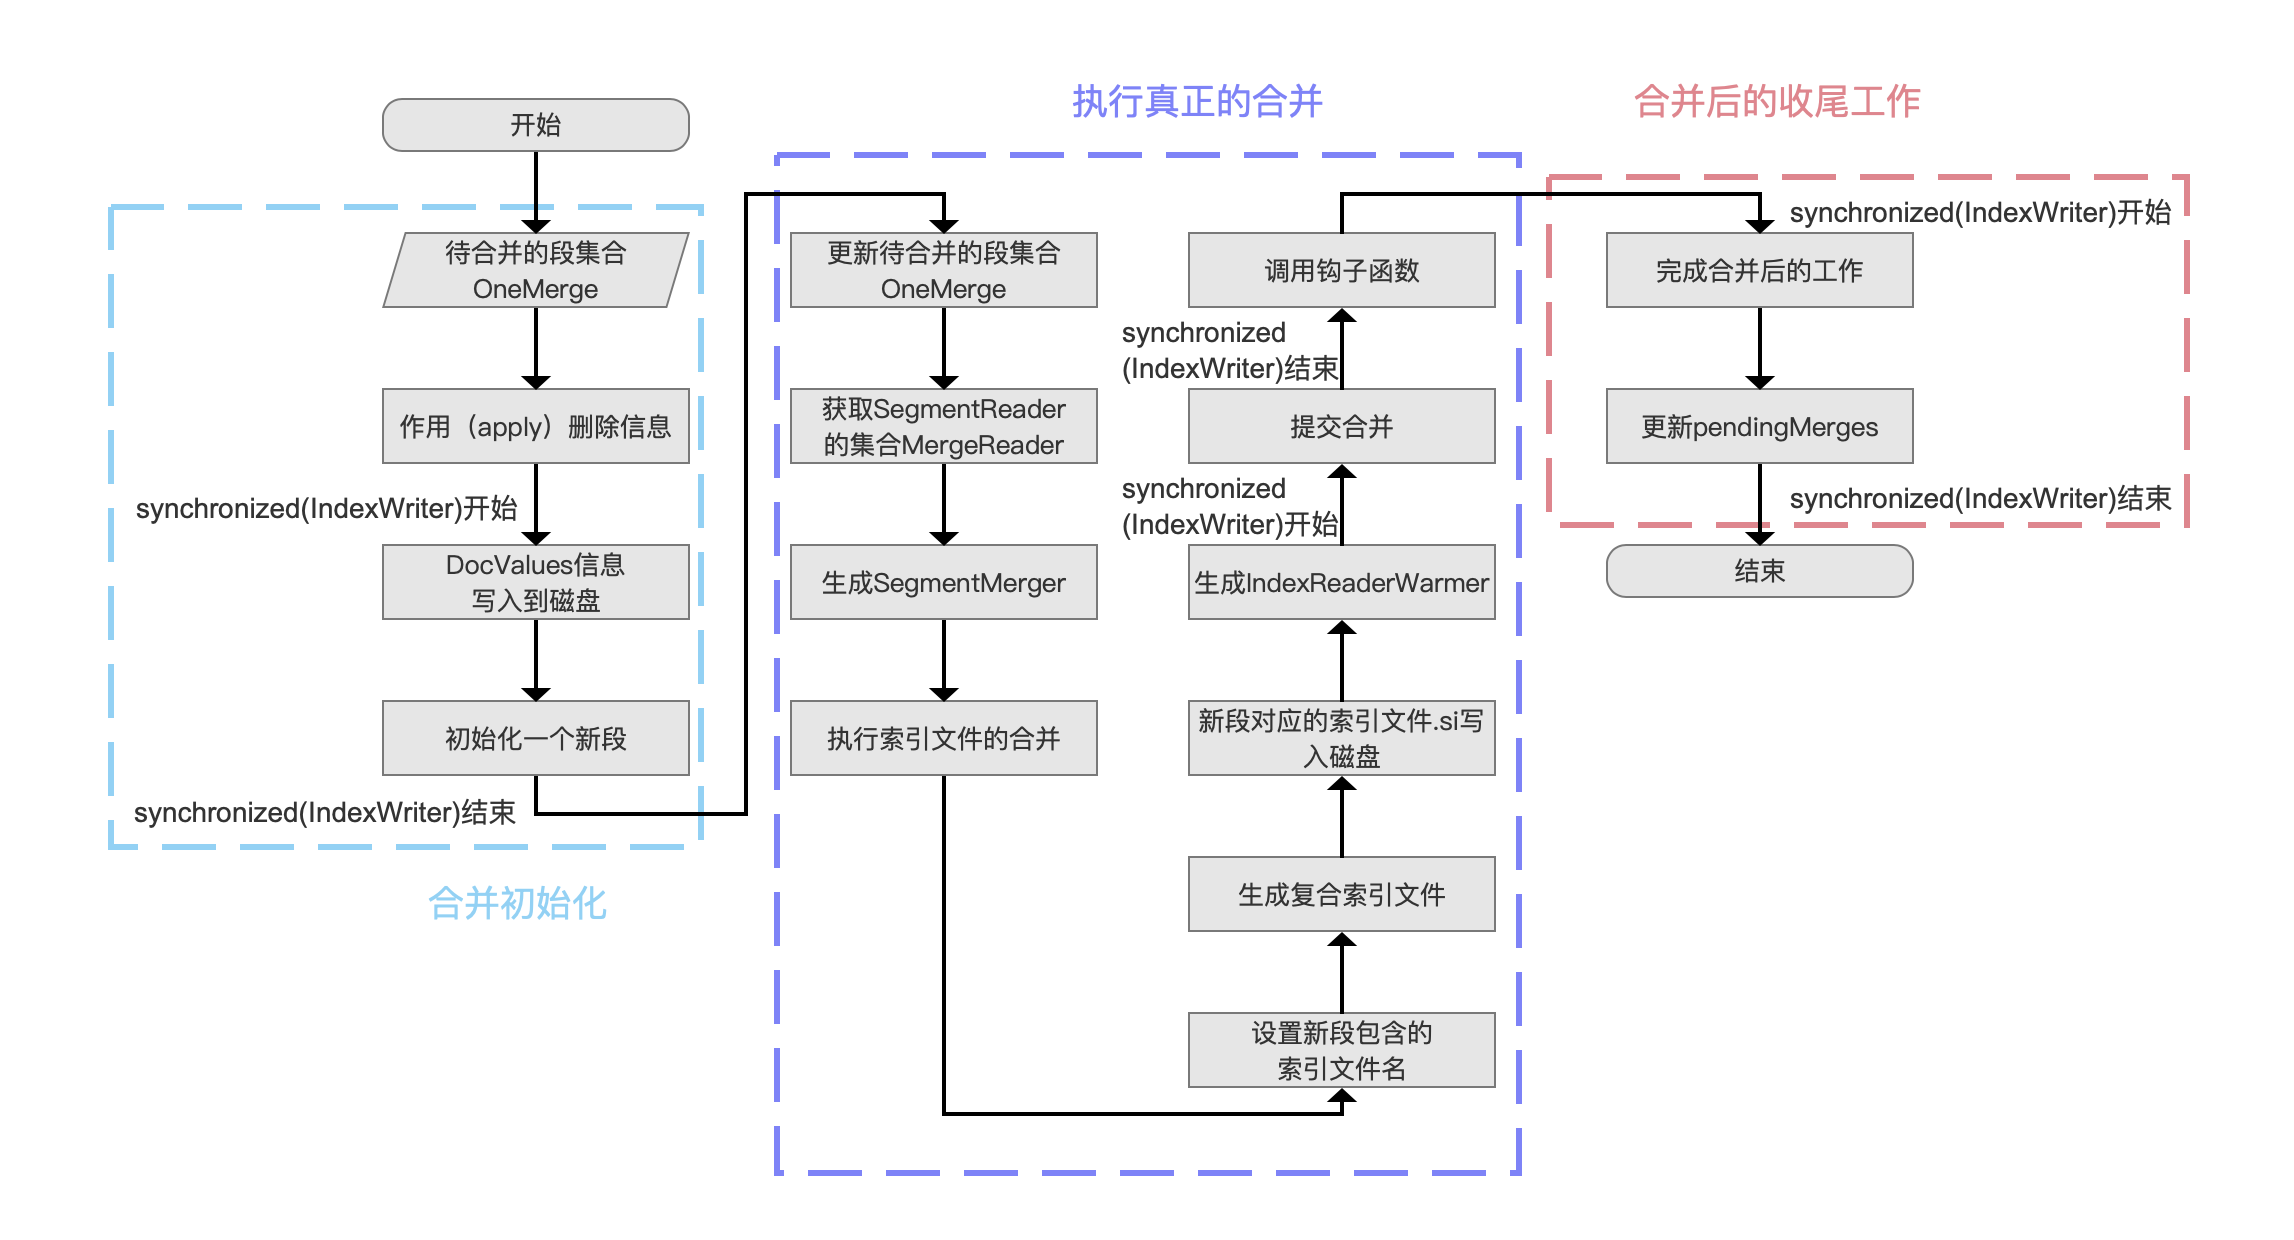 开始
待合并的段集合
OneMerge
作用（apply）删除信息
synchronized(IndexWriter)开始
DocValues信息
写入到磁盘
初始化一个新段
synchronized(IndexWriter)结束
合并初始化
执行真正的合并
更新待合并的段集合
OneMerge
获取SegmentReader
的集合MergeReader
生成SegmentMerger
执行索引文件的合并
设置新段包含的
索引文件名
生成复合索引文件
新段对应的索引文件.si写
入磁盘
生成IndexReaderWarmer
synchronized
(IndexWriter)开始
提交合并
synchronized
(IndexWriter)结束
调用钩子函数
合并后的收尾工作
synchronized(IndexWriter)开始
完成合并后的工作
更新pendingMerges
synchronized(IndexWriter)结束
结束